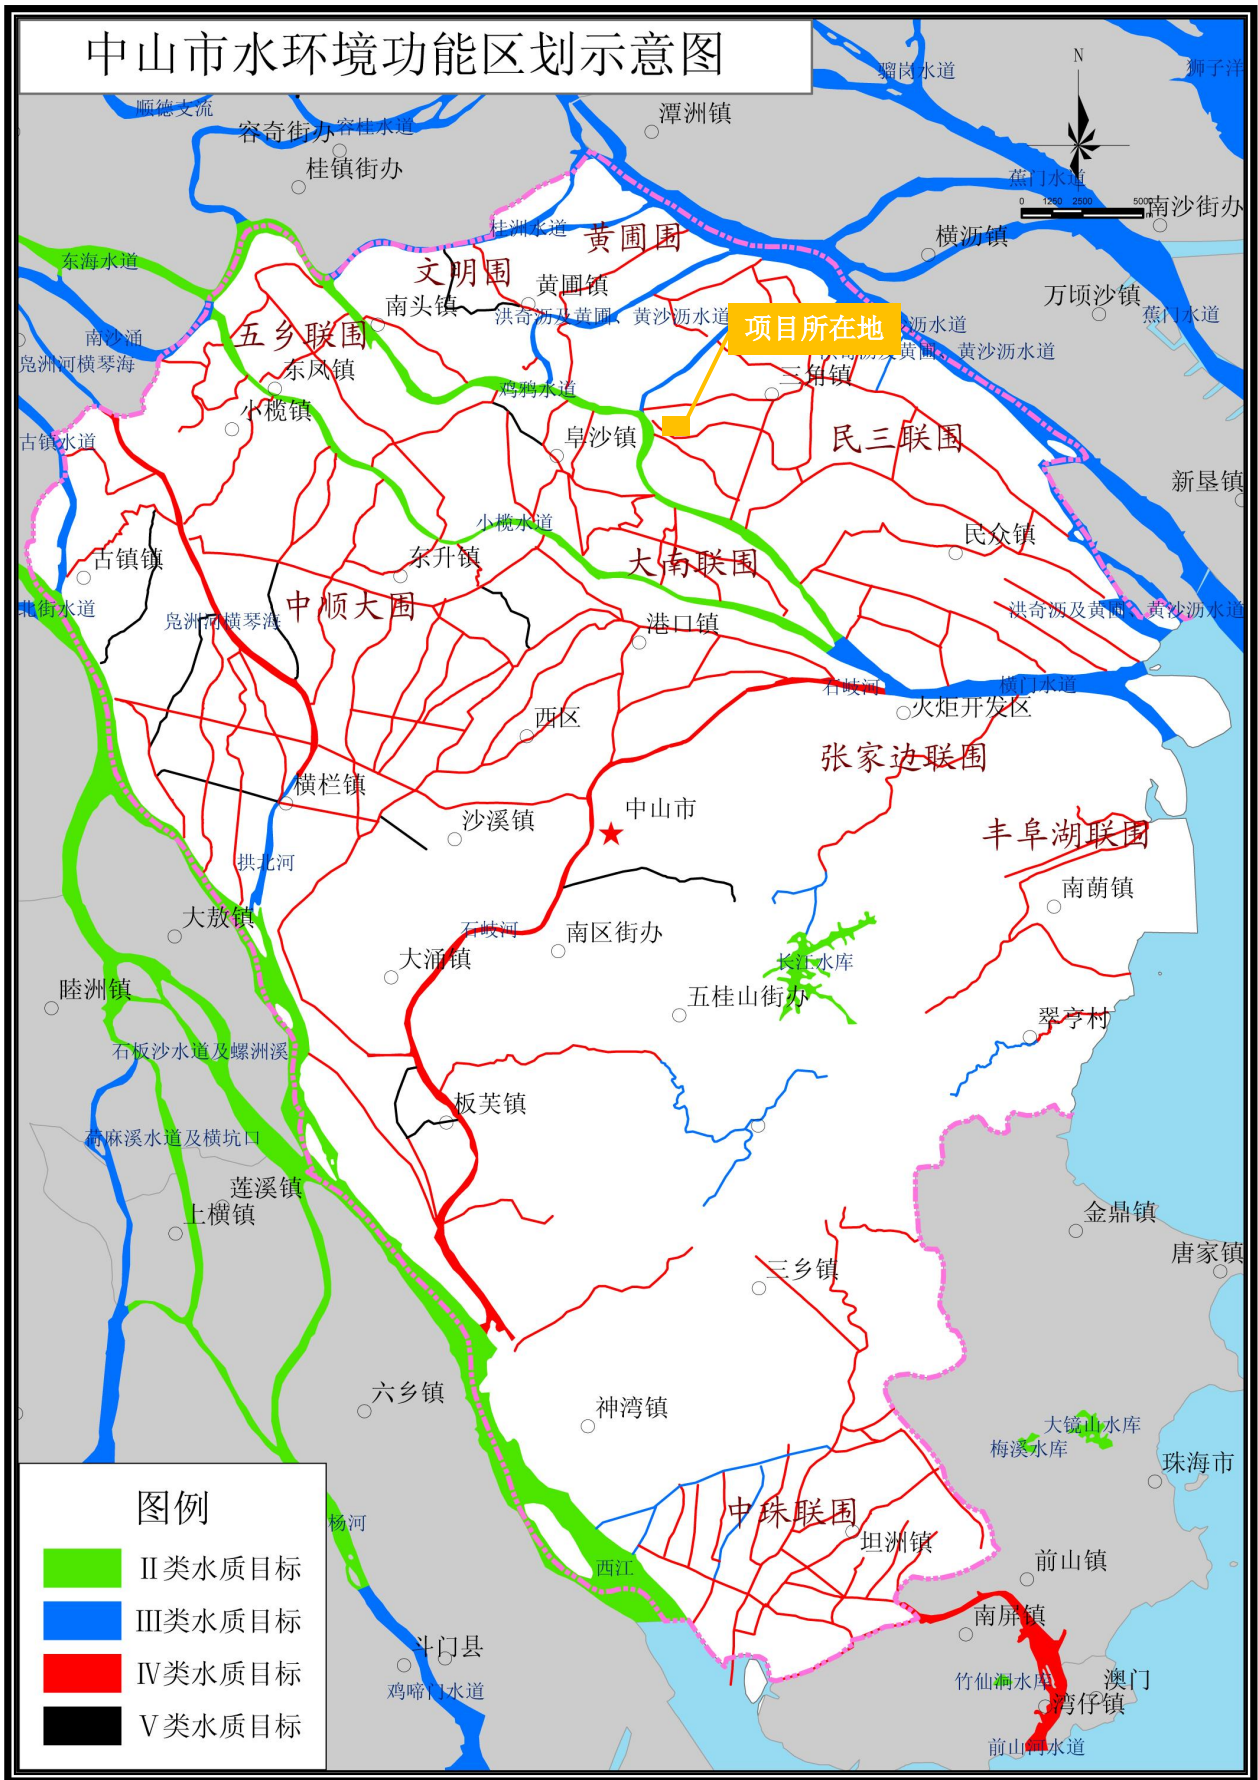 中山市水环境功能区划示意图
骝岗水道
狮子洋
N
顺德支流
容奇街办
容桂水道
潭洲镇
桂镇街办
蕉门水道
0 1250 2500 5000
南沙街办
桂洲水道
黄圃围
横沥镇
东海水道
文明围
黄圃镇
万顷沙镇
南头镇
洪奇沥及黄圃、黄沙沥水道
项目所在地
沥水道
蕉门水道
南沙涌
五乡联围
凫洲河横琴海
黄圃、黄沙沥水道
东凤镇
鸡鸦水道
三角镇
小榄镇
古镇水道
阜沙镇
民三联围
新垦镇
小榄水道
民众镇
古镇镇
东升镇
大南联围
北街水道
中顺大围
凫洲河横琴海
港口镇
洪奇沥及黄圃、黄沙沥水道
石岐河
横门水道
西区
火炬开发区
张家边联围
横栏镇
中山市
沙溪镇
丰阜湖联围
拱北河
南蓢镇
大敖镇
石岐河
南区街办
大涌镇
长江水库
睦洲镇
五桂山街办
翠亨村
石板沙水道及螺洲溪
板芙镇
荷麻溪水道及横坑口
莲溪镇
上横镇
金鼎镇
唐家镇
三乡镇
六乡镇
神湾镇
大镜山水库
梅溪水库
珠海市
图例
中珠联围
杨河
坦洲镇
前山镇
II类水质目标
西江
III类水质目标
南屏镇
斗门县
IV类水质目标
竹仙洞水库
澳门
鸡啼门水道
湾仔镇
V类水质目标
前山河水道